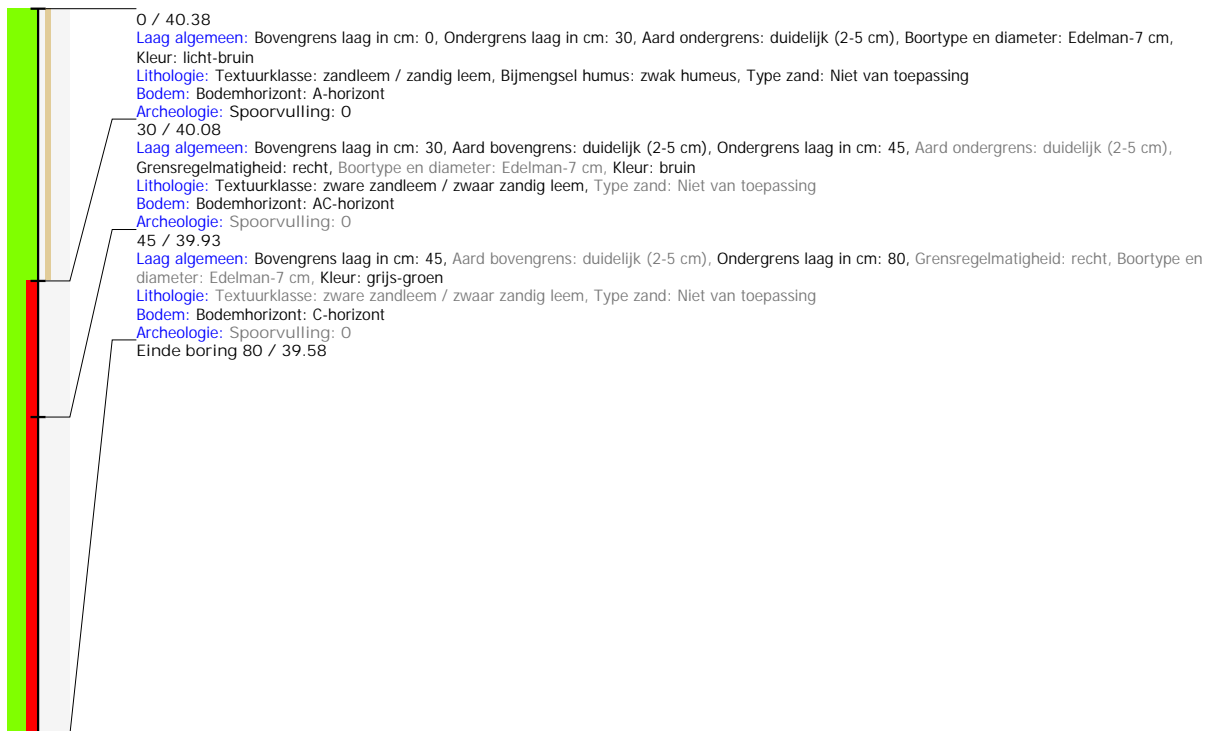 0 / 40.38
Laag algemeen: Bovengrens laag in cm: 0, Ondergrens laag in cm: 30, Aard ondergrens: duidelijk (2-5 cm), Boortype en diameter: Edelman-7 cm,
Kleur: licht-bruin
Lithologie: Textuurklasse: zandleem / zandig leem, Bijmengsel humus: zwak humeus, Type zand: Niet van toepassing
Bodem: Bodemhorizont: A-horizont
Archeologie: Spoorvulling: 0
30 / 40.08
Laag algemeen: Bovengrens laag in cm: 30, Aard bovengrens: duidelijk (2-5 cm), Ondergrens laag in cm: 45, Aard ondergrens: duidelijk (2-5 cm),
Grensregelmatigheid: recht, Boortype en diameter: Edelman-7 cm, Kleur: bruin
Lithologie: Textuurklasse: zware zandleem / zwaar zandig leem, Type zand: Niet van toepassing
Bodem: Bodemhorizont: AC-horizont
Archeologie: Spoorvulling: 0
45 / 39.93
Laag algemeen: Bovengrens laag in cm: 45, Aard bovengrens: duidelijk (2-5 cm), Ondergrens laag in cm: 80, Grensregelmatigheid: recht, Boortype en
diameter: Edelman-7 cm, Kleur: grijs-groen
Lithologie: Textuurklasse: zware zandleem / zwaar zandig leem, Type zand: Niet van toepassing
Bodem: Bodemhorizont: C-horizont
Archeologie: Spoorvulling: 0
Einde boring 80 / 39.58